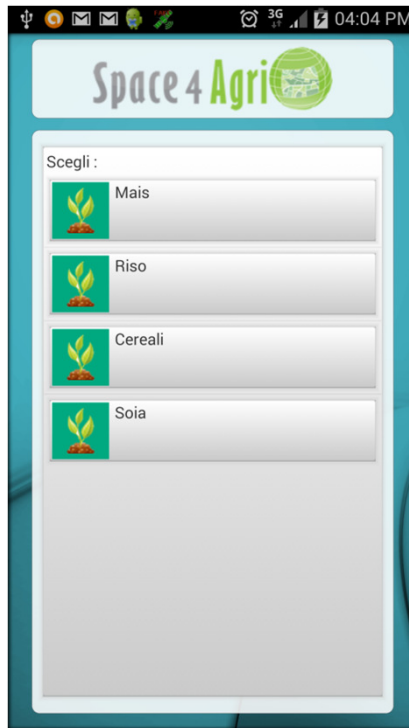 3G 04:04 PM
Space 4 Agri
Scegli :
Mais
Riso
Cereali
Soia